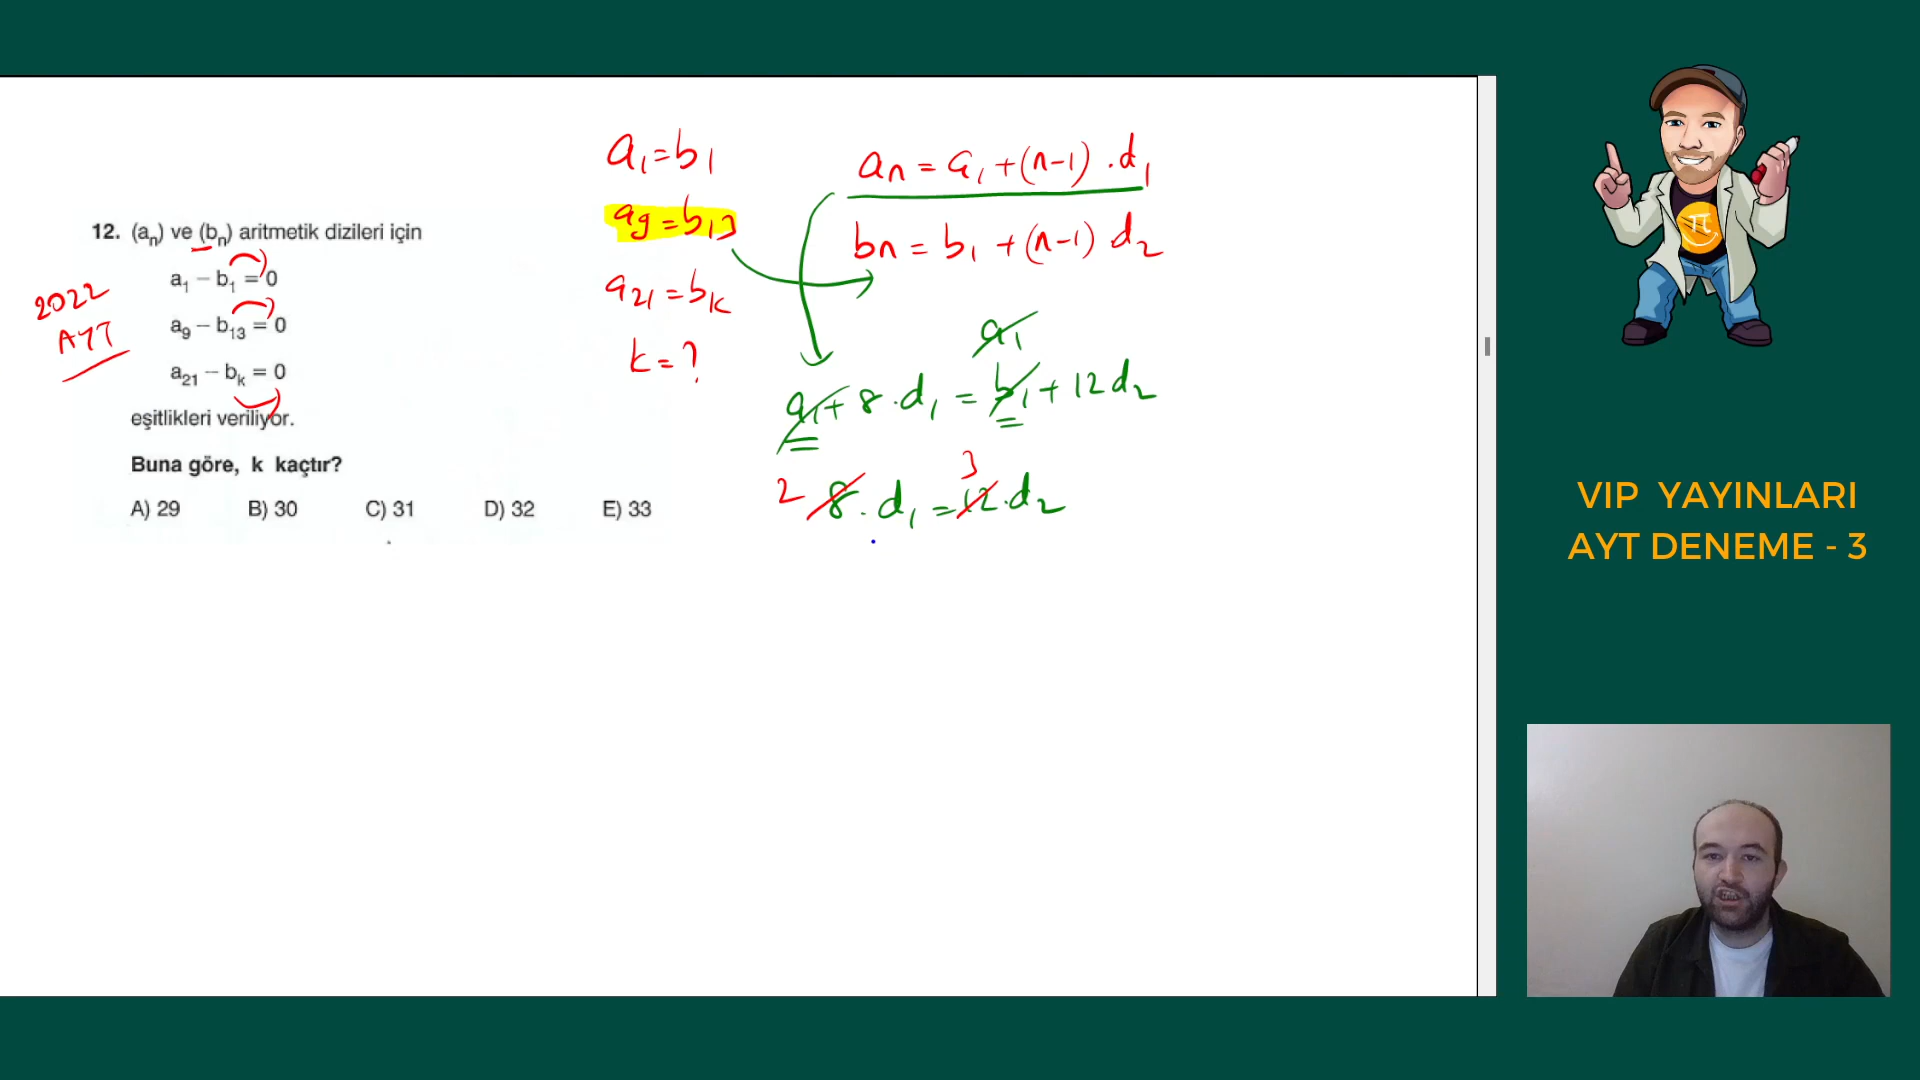 12. (aₙ) ve (bₙ) aritmetik dizileri için
a₁ − b₁ = 0
a₉ − b₁₃ = 0
a₂₁ − bₖ = 0
eşitlikleri veriliyor.
Buna göre, k kaçtır?
A) 29 B) 30 C) 31 D) 32 E) 33
2022
AYT
a₁ = b₁
a₉ = b₁₃
a₂₁ = bₖ
k = ?
aₙ = a₁ + (n-1) . d₁
bₙ = b₁ + (n-1) d₂
a₁
a₁ + 8 . d₁ = b₁ + 12 d₂
2 3
8 . d₁ = 12 . d₂
π
VIP YAYINLARI
AYT DENEME - 3